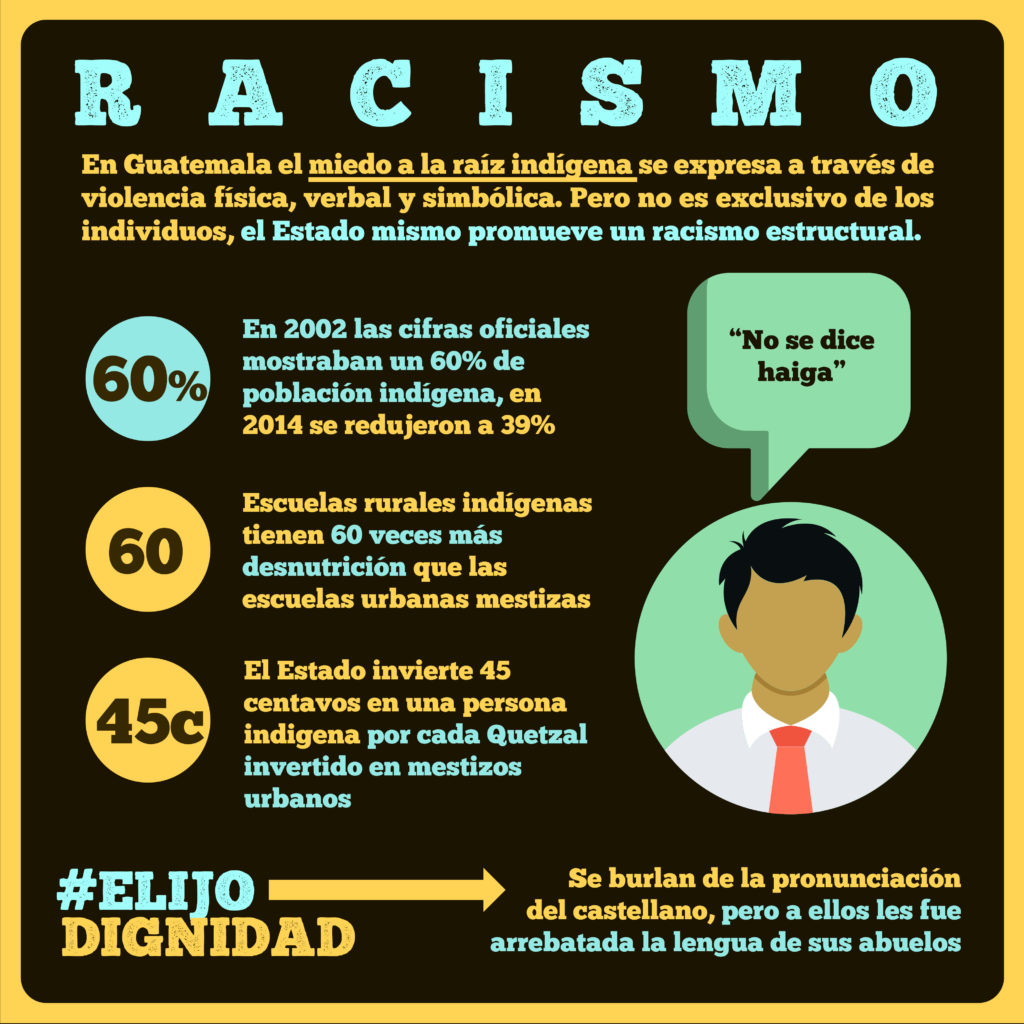 RACISMO
En Guatemala el miedo a la raíz indígena se expresa a través de
violencia física, verbal y simbólica. Pero no es exclusivo de los
individuos, el Estado mismo promueve un racismo estructural.
60%
En 2002 las cifras oficiales
mostraban un 60% de
población indígena, en
2014 se redujeron a 39%
“No se dice
haiga”
60
Escuelas rurales indígenas
tienen 60 veces más
desnutrición que las
escuelas urbanas mestizas
45c
El Estado invierte 45
centavos en una persona
indigena por cada Quetzal
invertido en mestizos
urbanos
#ELIJO
DIGNIDAD
Se burlan de la pronunciación
del castellano, pero a ellos les fue
arrebatada la lengua de sus abuelos